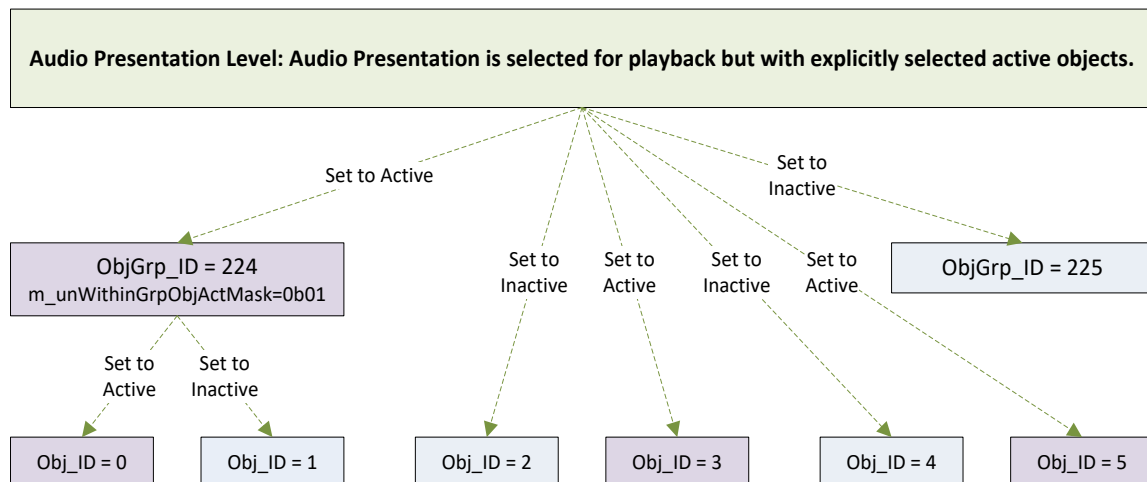 Audio Presentation Level: Audio Presentation is selected for playback but with explicitly selected active objects.
Set to Active
Set to
Inactive
ObjGrp_ID = 224
m_unWithinGrpObjActMask=0b01
Set to
Inactive
Set to
Active
Set to
Inactive
Set to
Active
ObjGrp_ID = 225
Set to
Active
Set to
Inactive
Obj_ID = 0
Obj_ID = 1
Obj_ID = 2
Obj_ID = 3
Obj_ID = 4
Obj_ID = 5